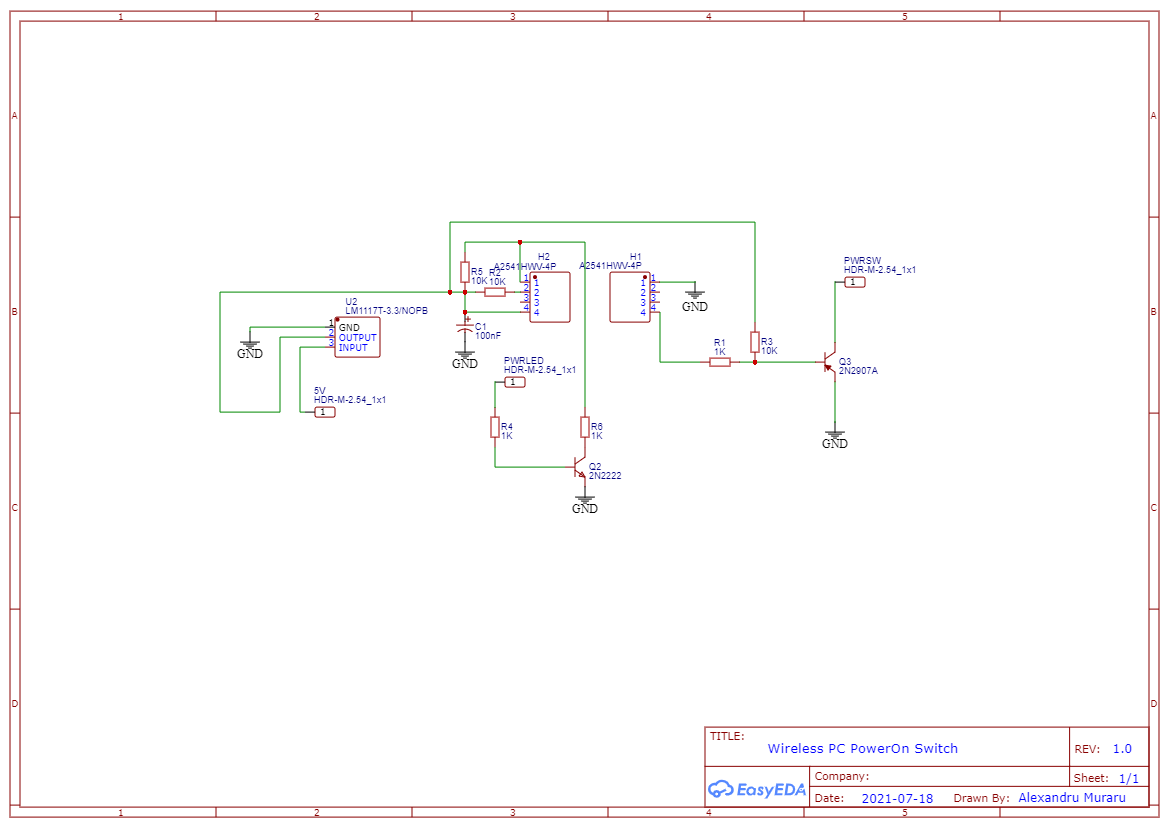 1 2 3 4 5
A A
B B
C C
D D
H2
A2541HWV-4P
H1
A2541HWV-4P
PWRSW
HDR-M-2.54_1x1
1
R5
10K
R2
10K
1 1
2 2
3 3
4 4
1 1
2 2
3 3
4 4
GND
U2
LM1117T-3.3/NOPB
1 GND
2 OUTPUT
3 INPUT
GND
+
C1
100nF
GND
R1
1K
R3
10K
Q3
2N2907A
GND
PWRLED
HDR-M-2.54_1x1
1
5V
HDR-M-2.54_1x1
1
R4
1K
R6
1K
Q2
2N2222
GND
TITLE:
Wireless PC PowerOn Switch
REV: 1.0
EasyEDA
Company:
Sheet: 1/1
Date: 2021-07-18 Drawn By: Alexandru Muraru
1 2 3 4 5